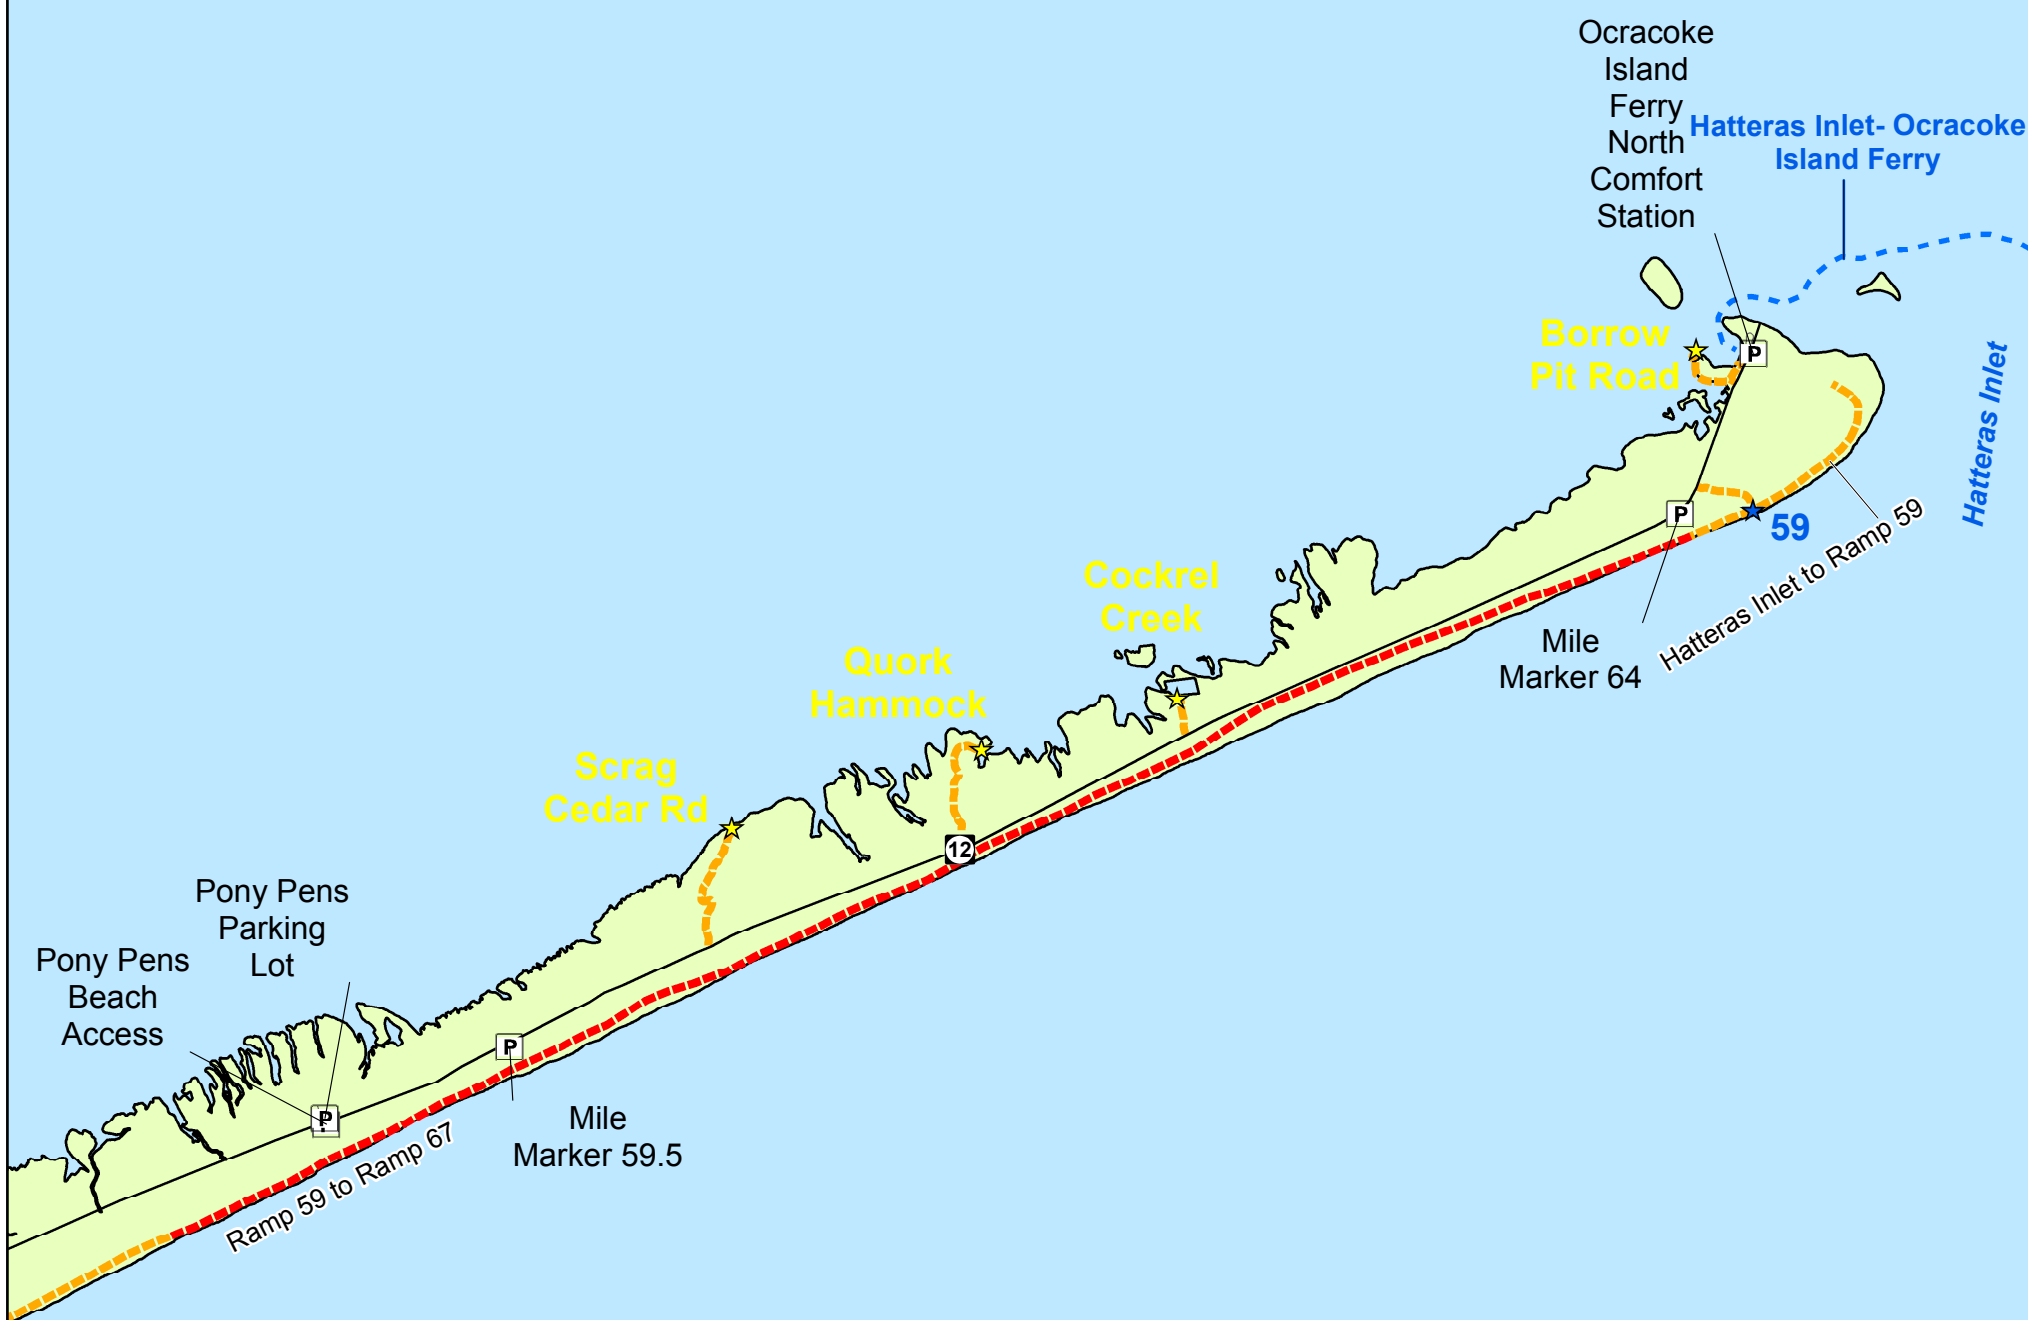 Ocracoke
Island
Ferry
North
Comfort
Station
Hatteras Inlet- Ocracoke
Island Ferry
Borrow
Pit Road
P
Hatteras Inlet
P
59
Hatteras Inlet to Ramp 59
Cockrel
Creek
Mile
Marker 64
Quork
Hammock
Scrag
Cedar Rd
12
Pony Pens
Parking
Lot
Pony Pens
Beach
Access
P
P
Mile
Marker 59.5
Ramp 59 to Ramp 67